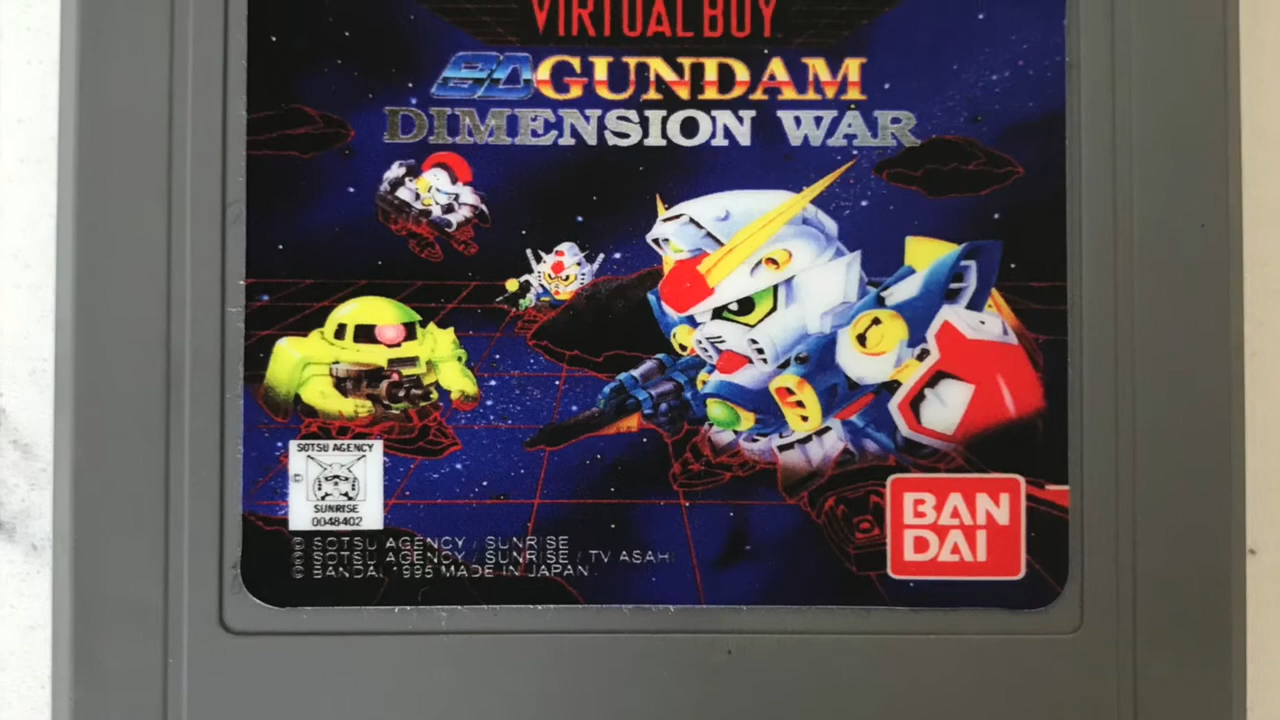 VIRTUAL BOY
SD GUNDAM
DIMENSION WAR
SOTSU AGENCY
©
SUNRISE
0048402
© SOTSU AGENCY / SUNRISE
© SOTSU AGENCY / SUNRISE / TV ASAHI
© BANDAI 1995 MADE IN JAPAN
BAN
DAI